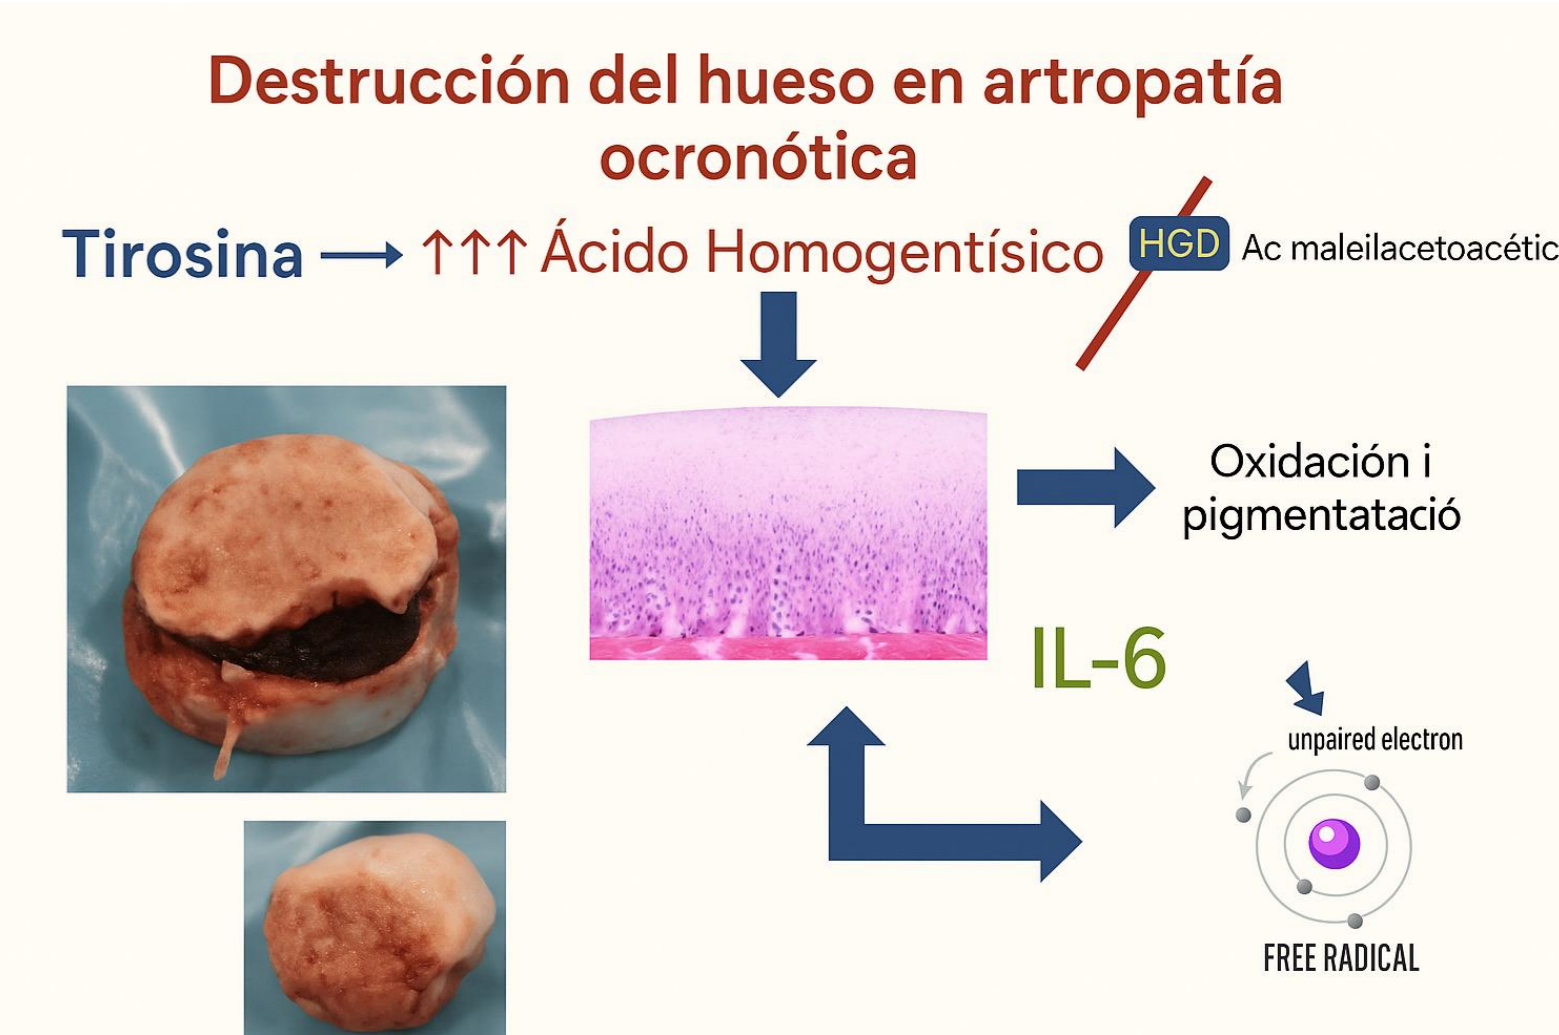 Destrucción del hueso en artropatía
ocronótica
Tirosina → ↑↑↑ Ácido Homogentísico HGD Ac maleilacetoacétic
Oxidación i
pigmentatació
IL-6
unpaired electron
FREE RADICAL